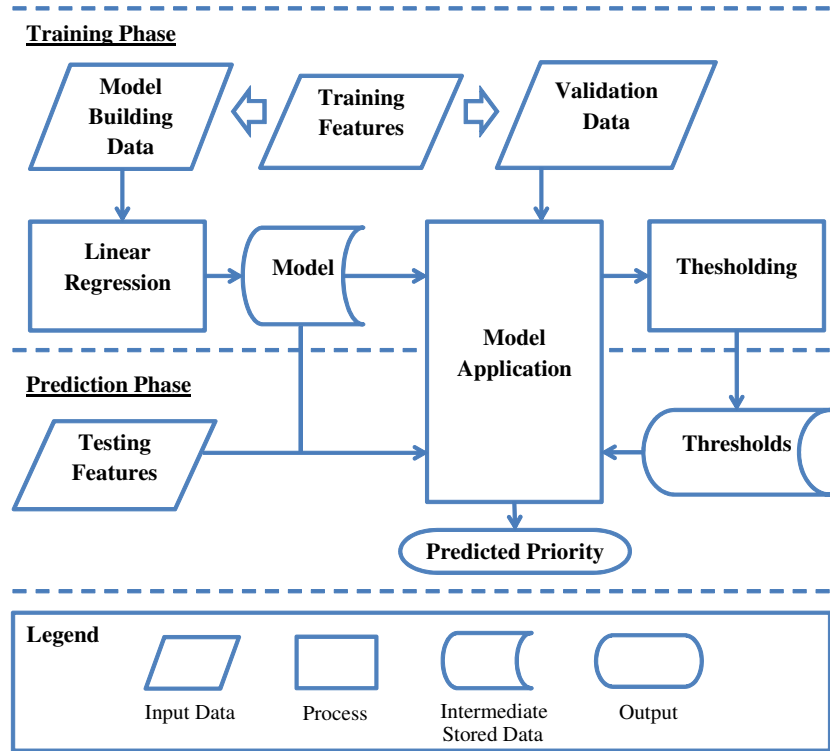 Training Phase
Model
Building
Data
Training
Features
Validation
Data
Linear
Regression
Model
Model
Application
Thesholding
Prediction Phase
Testing
Features
Thresholds
Predicted Priority
Legend
Input Data
Process
Intermediate
Stored Data
Output